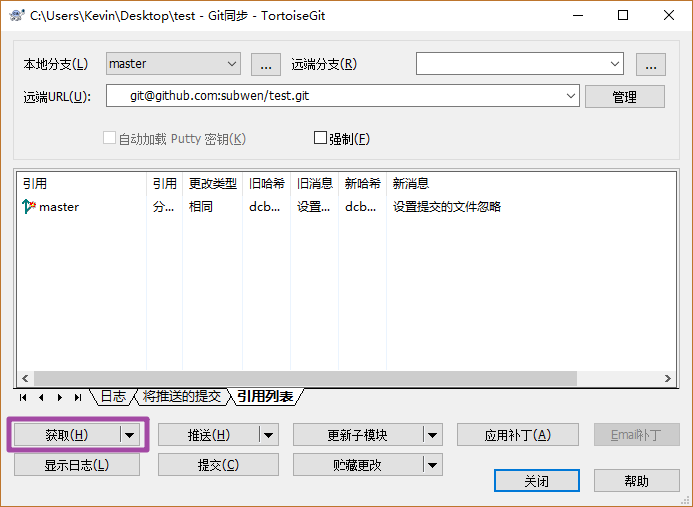 C:\Users\Kevin\Desktop\test - Git同步 - TortoiseGit
本地分支(L) master ... 远端分支(R) ...
远端URL(U): git@github.com:subwen/test.git 管理
自动加载 Putty 密钥(K) 强制(F)
引用 引用 更改类型 旧哈希 旧消息 新哈希 新消息
master 分... 相同 dcb... 设置... dcb... 设置提交的文件忽略
日志 将推送的提交 引用列表
获取(H) 推送(H) 更新子模块 应用补丁(A) Email补丁
显示日志(L) 提交(C) 贮藏更改
关闭 帮助